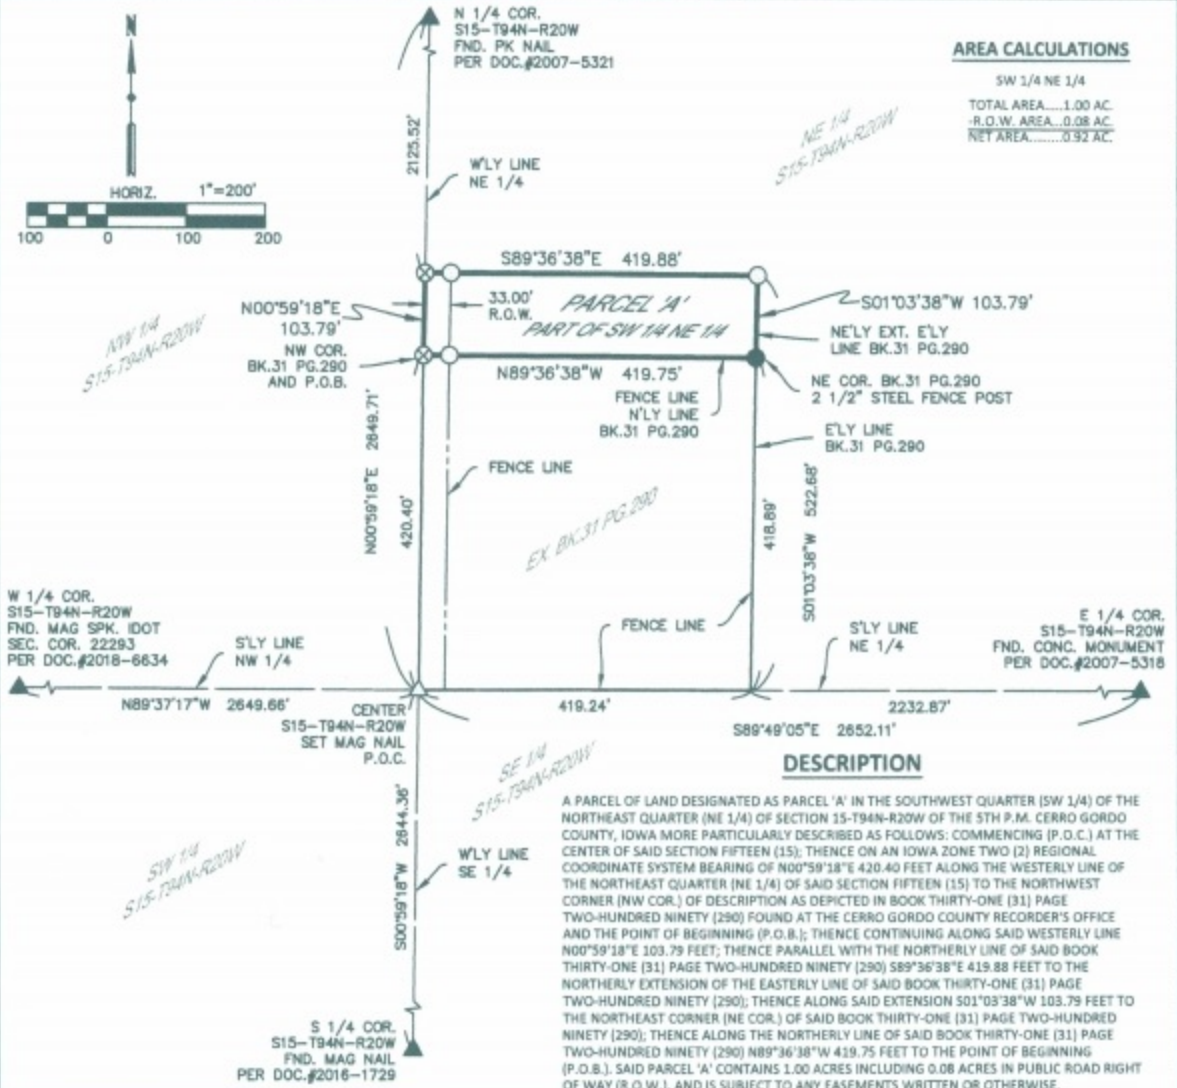 N 1/4 COR.
S15-T94N-R20W
FND. PK NAIL
PER DOC.#2007-5321
AREA CALCULATIONS
SW 1/4 NE 1/4
TOTAL AREA.....1.00 AC.
-R.O.W. AREA...0.08 AC.
NET AREA.........0.92 AC.
N
HORIZ. 1"=200'
100 0 100 200
2125.52'
W'LY LINE
NE 1/4
NE 1/4
S15-T94N-R20W
NW 1/4
S15-T94N-R20W
S89°36'38"E 419.88'
N00°59'18"E
103.79'
33.00'
R.O.W.
PARCEL 'A'
PART OF SW 1/4 NE 1/4
S01°03'38"W 103.79'
NE'LY EXT. E'LY
LINE BK.31 PG.290
NW COR.
BK.31 PG.290
AND P.O.B.
N89°36'38"W 419.75'
NE COR. BK.31 PG.290
2 1/2" STEEL FENCE POST
FENCE LINE
N'LY LINE
BK.31 PG.290
E'LY LINE
BK.31 PG.290
N00°59'18"E 2649.71'
420.40'
FENCE LINE
EX. BK.31 PG.290
418.89'
S01°03'38"W 522.68'
W 1/4 COR.
S15-T94N-R20W
FND. MAG SPK. IDOT
SEC. COR. 22293
PER DOC.#2018-6634
S'LY LINE
NW 1/4
FENCE LINE
S'LY LINE
NE 1/4
E 1/4 COR.
S15-T94N-R20W
FND. CONC. MONUMENT
PER DOC.#2007-5318
N89°37'17"W 2649.66'
CENTER
S15-T94N-R20W
SET MAG NAIL
P.O.C.
419.24'
2232.87'
S89°49'05"E 2652.11'
SE 1/4
S15-T94N-R20W
SW 1/4
S15-T94N-R20W
S00°59'18"W 2644.36'
W'LY LINE
SE 1/4
S 1/4 COR.
S15-T94N-R20W
FND. MAG NAIL
PER DOC.#2016-1729
DESCRIPTION
A PARCEL OF LAND DESIGNATED AS PARCEL 'A' IN THE SOUTHWEST QUARTER (SW 1/4) OF THE
NORTHEAST QUARTER (NE 1/4) OF SECTION 15-T94N-R20W OF THE 5TH P.M. CERRO GORDO
COUNTY, IOWA MORE PARTICULARLY DESCRIBED AS FOLLOWS: COMMENCING (P.O.C.) AT THE
CENTER OF SAID SECTION FIFTEEN (15); THENCE ON AN IOWA ZONE TWO (2) REGIONAL
COORDINATE SYSTEM BEARING OF N00°59'18"E 420.40 FEET ALONG THE WESTERLY LINE OF
THE NORTHEAST QUARTER (NE 1/4) OF SAID SECTION FIFTEEN (15) TO THE NORTHWEST
CORNER (NW COR.) OF DESCRIPTION AS DEPICTED IN BOOK THIRTY-ONE (31) PAGE
TWO-HUNDRED NINETY (290) FOUND AT THE CERRO GORDO COUNTY RECORDER'S OFFICE
AND THE POINT OF BEGINNING (P.O.B.); THENCE CONTINUING ALONG SAID WESTERLY LINE
N00°59'18"E 103.79 FEET; THENCE PARALLEL WITH THE NORTHERLY LINE OF SAID BOOK
THIRTY-ONE (31) PAGE TWO-HUNDRED NINETY (290) S89°36'38"E 419.88 FEET TO THE
NORTHERLY EXTENSION OF THE EASTERLY LINE OF SAID BOOK THIRTY-ONE (31) PAGE
TWO-HUNDRED NINETY (290); THENCE ALONG SAID EXTENSION S01°03'38"W 103.79 FEET TO
THE NORTHEAST CORNER (NE COR.) OF SAID BOOK THIRTY-ONE (31) PAGE TWO-HUNDRED
NINETY (290); THENCE ALONG THE NORTHERLY LINE OF SAID BOOK THIRTY-ONE (31) PAGE
TWO-HUNDRED NINETY (290) N89°36'38"W 419.75 FEET TO THE POINT OF BEGINNING
(P.O.B.). SAID PARCEL 'A' CONTAINS 1.00 ACRES INCLUDING 0.08 ACRES IN PUBLIC ROAD RIGHT
OF WAY (R.O.W.), AND IS SUBJECT TO ANY EASEMENTS WRITTEN OR OTHERWISE.